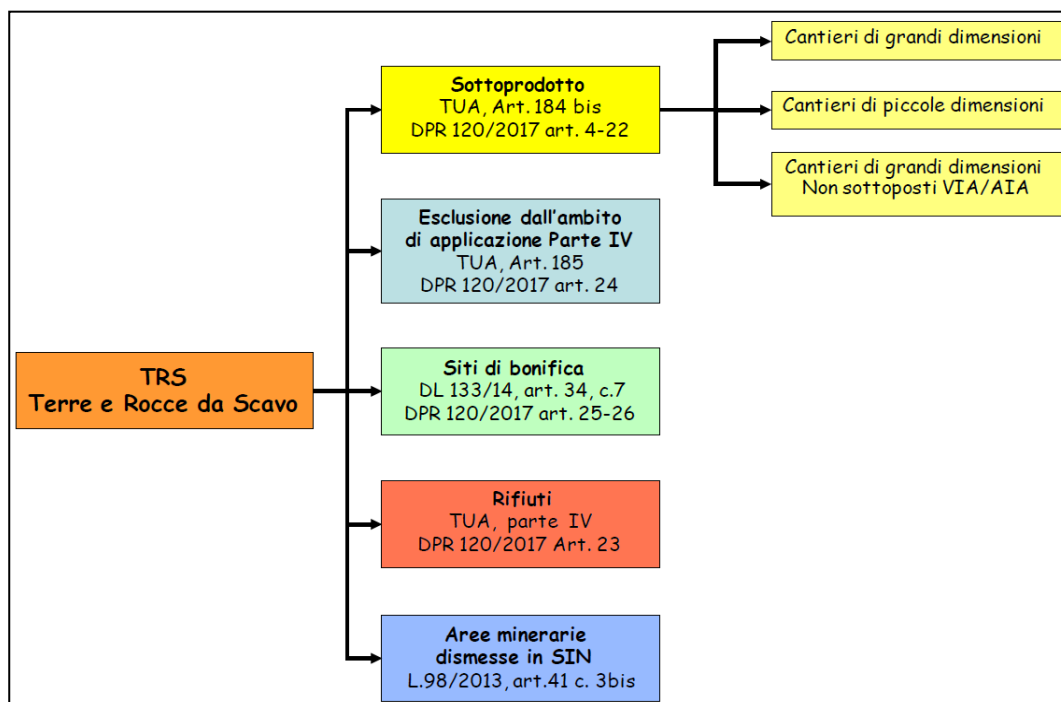 TRS
Terre e Rocce da Scavo
Sottoprodotto
TUA, Art. 184 bis
DPR 120/2017 art. 4-22
Cantieri di grandi dimensioni
Cantieri di piccole dimensioni
Cantieri di grandi dimensioni
Non sottoposti VIA/AIA
Esclusione dall'ambito
di applicazione Parte IV
TUA, Art. 185
DPR 120/2017 art. 24
Siti di bonifica
DL 133/14, art. 34, c.7
DPR 120/2017 art. 25-26
Rifiuti
TUA, parte IV
DPR 120/2017 Art. 23
Aree minerarie
dismesse in SIN
L.98/2013, art.41 c. 3bis